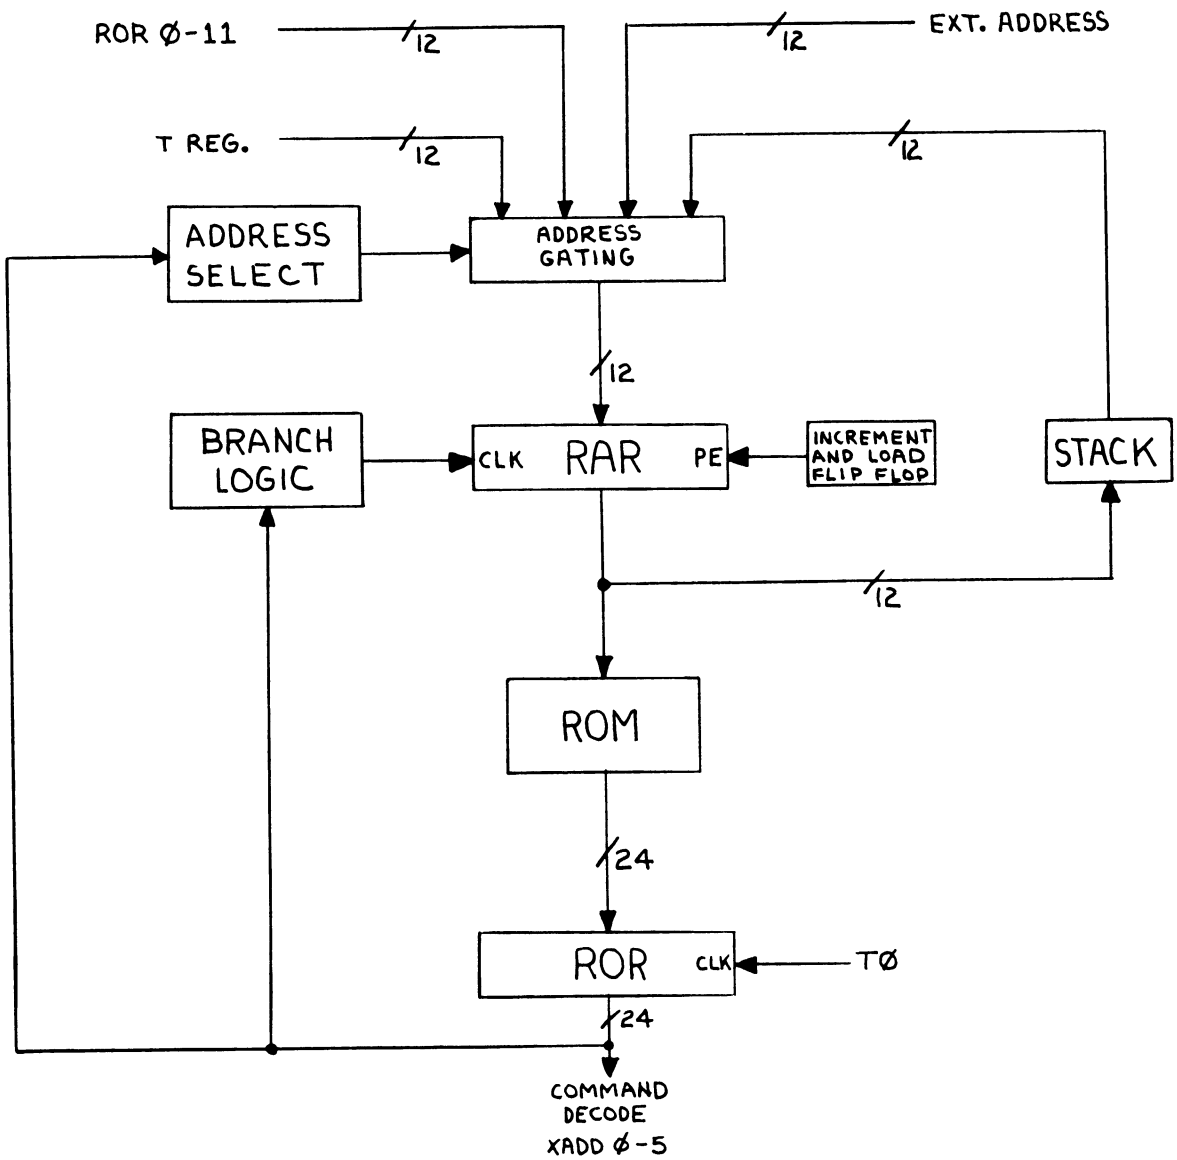 ROR Ø-11
12
12
EXT. ADDRESS
T REG.
12
12
ADDRESS
SELECT
ADDRESS
GATING
12
BRANCH
LOGIC
CLK RAR PE
INCREMENT
AND LOAD
FLIP FLOP
STACK
12
ROM
24
ROR CLK
TØ
24
COMMAND
DECODE
XADD Ø-5